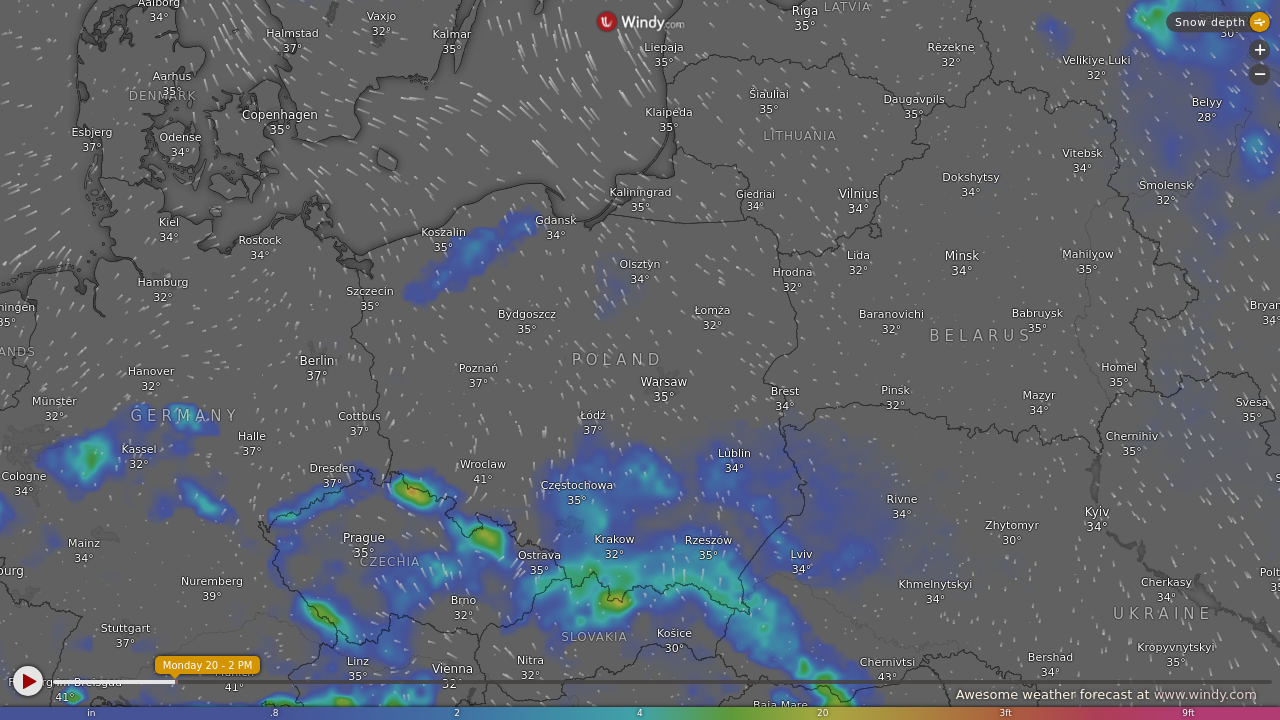 Aalborg
34°
Vaxjo
32°
Windy.com
Riga
35°
LATVIA
Snow depth
30°
Halmstad
37°
Kalmar
35°
Liepaja
35°
Rēzekne
32°
Velikiye Luki
32°
+
−
Aarhus
35°
DENMARK
Copenhagen
35°
Klaipėda
35°
Šiauliai
35°
Daugavpils
35°
Belyy
28°
Esbjerg
37°
Odense
34°
LITHUANIA
Vitebsk
34°
Kaliningrad
35°
Giedriai
34°
Vilnius
34°
Dokshytsy
34°
Smolensk
32°
Kiel
34°
Rostock
34°
Koszalin
35°
Gdansk
34°
Olsztyn
34°
Hrodna
32°
Lida
32°
Minsk
34°
Mahilyow
35°
Hamburg
32°
Szczecin
35°
Bydgoszcz
35°
Łomża
32°
Baranovichi
32°
Babruysk
35°
34°
35°
BELARUS
POLAND
Berlin
37°
Hanover
32°
Poznań
37°
Warsaw
35°
Brest
34°
Pinsk
32°
Mazyr
34°
Homel
35°
Münster
32°
GERMANY
Cottbus
37°
Łódź
37°
Svesa
35°
Kassel
32°
Halle
37°
Lublin
34°
Chernihiv
35°
Cologne
34°
Dresden
37°
Wroclaw
41°
Częstochowa
35°
Rivne
34°
Kyiv
34°
Zhytomyr
30°
Mainz
34°
Prague
35°
CZECHIA
Ostrava
35°
Krakow
32°
Rzeszów
35°
Lviv
34°
Nuremberg
39°
Brno
32°
Khmelnytskyi
34°
Cherkasy
34°
UKRAINE
Stuttgart
37°
SLOVAKIA
Košice
30°
Kropyvnytskyi
35°
Monday 20 - 2 PM
Linz
35°
Vienna
32°
Nitra
32°
Chernivtsi
43°
Bershad
34°
41°
41°
Baia Mare
Awesome weather forecast at www.windy.com
in .8 2 4 20 3ft 9ft